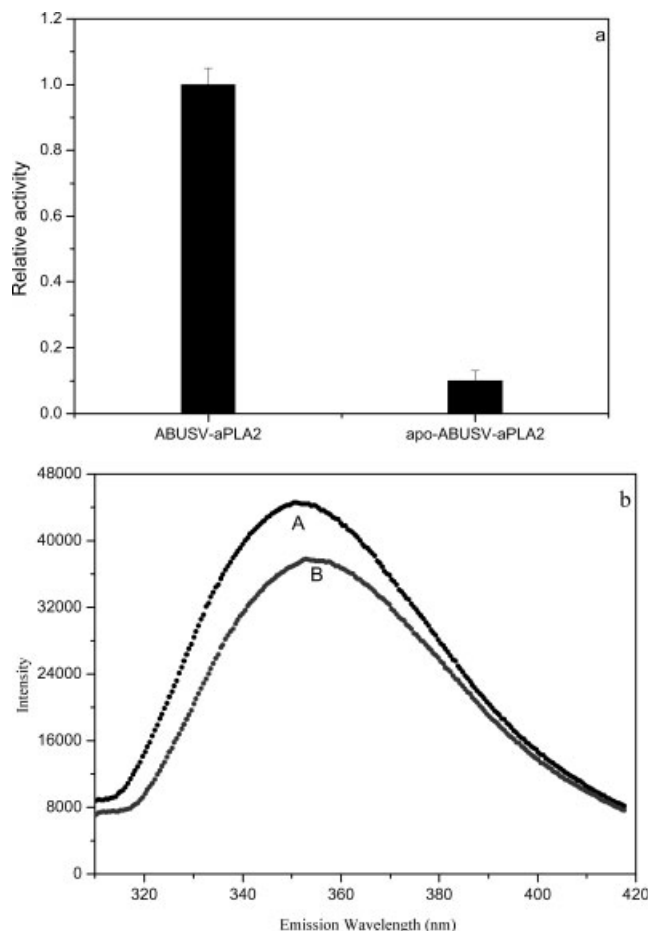 a
1.2
1.0
0.8
0.6
0.4
0.2
0.0
Relative activity
ABUSV-aPLA2 apo-ABUSV-aPLA2
b
48000
40000
32000
24000
16000
8000
0
Intensity
A
B
320 340 360 380 400 420
Emission Wavelength (nm)